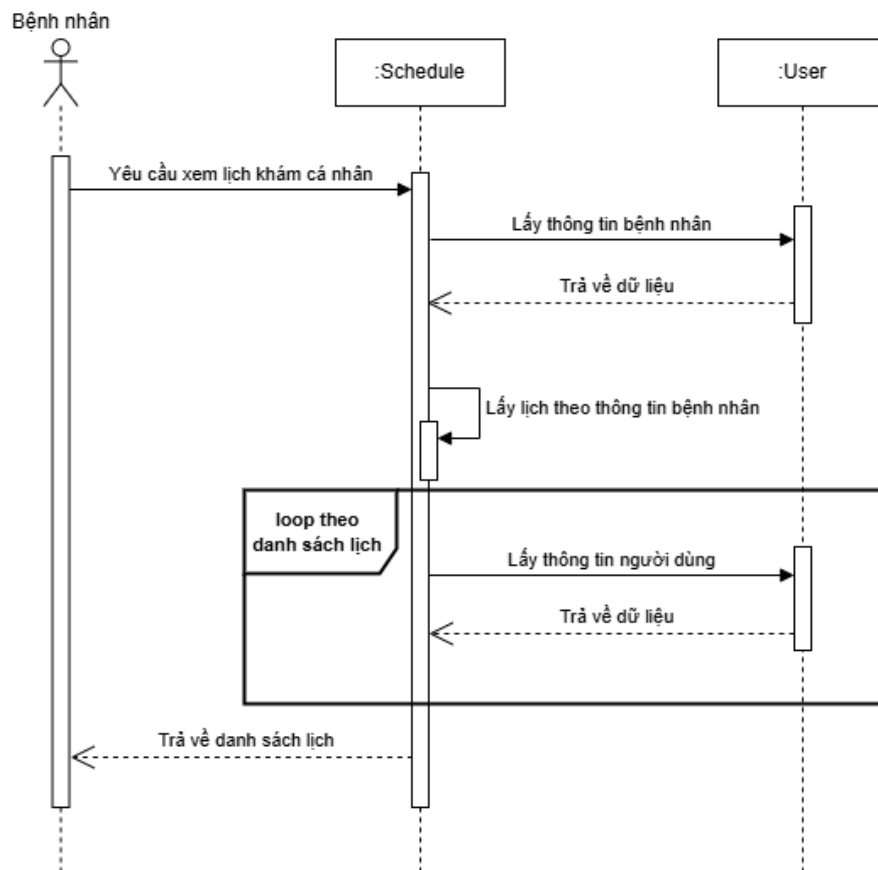 Bệnh nhân
:Schedule
:User
Yêu cầu xem lịch khám cá nhân
Lấy thông tin bệnh nhân
Trả về dữ liệu
Lấy lịch theo thông tin bệnh nhân
loop theo
danh sách lịch
Lấy thông tin người dùng
Trả về dữ liệu
Trả về danh sách lịch